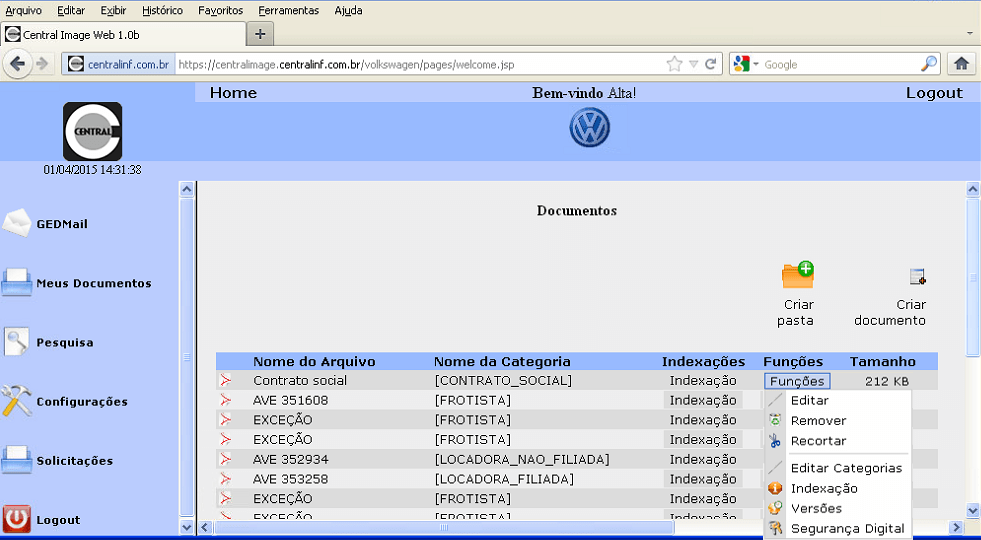 Arquivo Editar Exibir Histórico Favoritos Ferramentas Ajuda
Central Image Web 1.0b +
centralinf.com.br https://centralimage.centralinf.com.br/volkswagen/pages/welcome.jsp Google
Home Bem-vindo Alta! Logout
CENTRAL
01/04/2015 14:31:38
GEDMail
Meus Documentos
Pesquisa
Configurações
Solicitações
Logout
Documentos
Criar pasta
Criar documento
Nome do Arquivo Nome da Categoria Indexações Funções Tamanho
Contrato social [CONTRATO_SOCIAL] Indexação Funções 212 KB
AVE 351608 [FROTISTA] Indexação
EXCEÇÃO [FROTISTA] Indexação
EXCEÇÃO [FROTISTA] Indexação
AVE 352934 [LOCADORA_NAO_FILIADA] Indexação
AVE 353258 [LOCADORA_FILIADA] Indexação
EXCEÇÃO [FROTISTA] Indexação
EXCEÇÃO [FROTISTA] Indexação
Editar
Remover
Recortar
Editar Categorias
Indexação
Versões
Segurança Digital